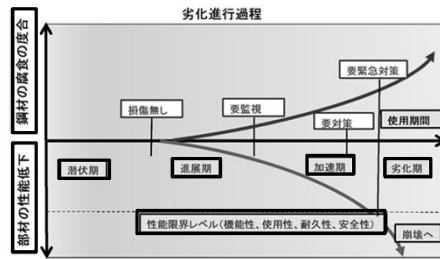 劣化進行過程
鋼材の腐食の度合
要緊急対策
損傷無し
要監視
要対策
使用期間
部材の性能低下
潜伏期
進展期
加速期
劣化期
性能限界レベル(機能性、使用性、耐久性、安全性)
崩壊へ